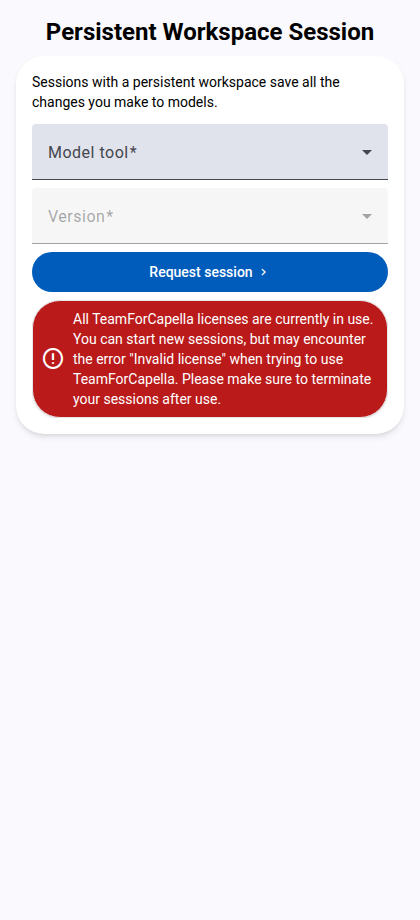 Persistent Workspace Session
Sessions with a persistent workspace save all the
changes you make to models.
Model tool*
Version*
Request session
All TeamForCapella licenses are currently in use.
You can start new sessions, but may encounter
the error "Invalid license" when trying to use
TeamForCapella. Please make sure to terminate
your sessions after use.